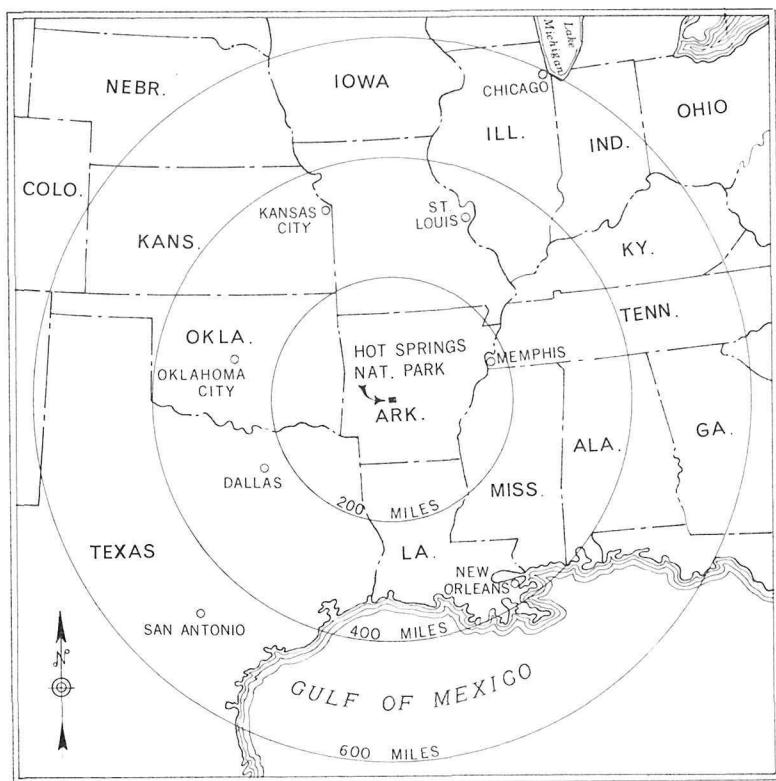 Lake
Michigan
NEBR.
IOWA
CHICAGO
OHIO
ILL.
IND.
COLO.
KANSAS
CITY
ST.
LOUIS
KANS.
KY.
TENN.
OKLA.
HOT SPRINGS
NAT. PARK
MEMPHIS
OKLAHOMA
CITY
ARK.
GA.
ALA.
DALLAS
MISS.
200 MILES
TEXAS
LA.
NEW
ORLEANS
SAN ANTONIO
400 MILES
N
GULF OF MEXICO
600 MILES